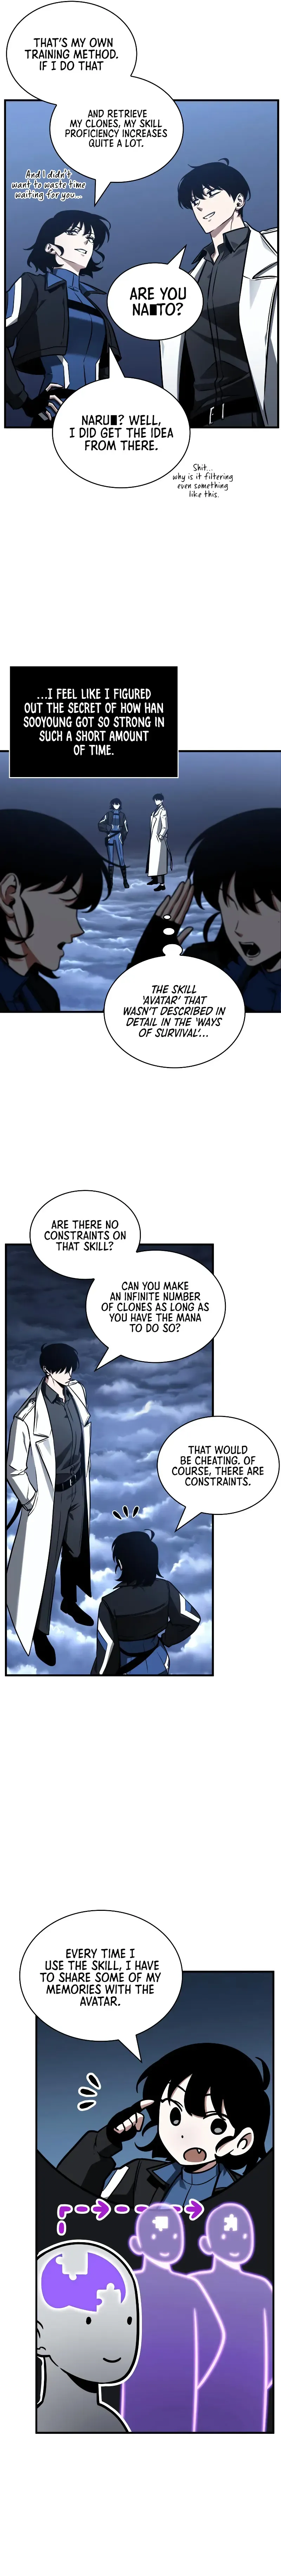 THAT'S MY OWN
TRAINING METHOD.
IF I DO THAT
AND RETRIEVE
MY CLONES, MY SKILL
PROFICIENCY INCREASES
QUITE A LOT.
And I didn't
want to waste time
waiting for you...
ARE YOU
NA█TO?
NARU█? WELL,
I DID GET THE IDEA
FROM THERE.
Shit...
why is it filtering
even something
like this.
...I FEEL LIKE I FIGURED
OUT THE SECRET OF HOW HAN
SOOYOUNG GOT SO STRONG IN
SUCH A SHORT AMOUNT
OF TIME.
THE SKILL
'AVATAR' THAT
WASN'T DESCRIBED IN
DETAIL IN THE 'WAYS
OF SURVIVAL'...
ARE THERE NO
CONSTRAINTS ON
THAT SKILL?
CAN YOU MAKE
AN INFINITE NUMBER
OF CLONES AS LONG AS
YOU HAVE THE MANA
TO DO SO?
THAT WOULD
BE CHEATING. OF
COURSE, THERE ARE
CONSTRAINTS.
EVERY TIME I
USE THE SKILL, I HAVE
TO SHARE SOME OF MY
MEMORIES WITH THE
AVATAR.